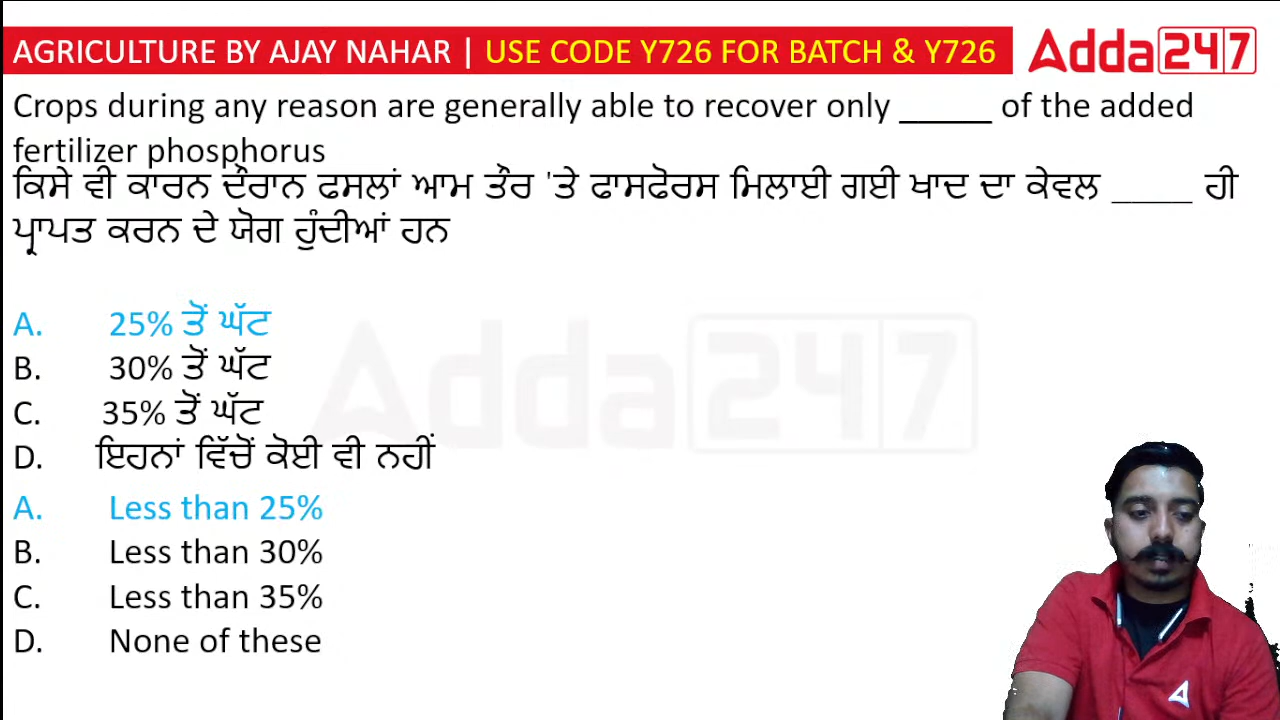 AGRICULTURE BY AJAY NAHAR | USE CODE Y726 FOR BATCH & Y726
Adda247
Crops during any reason are generally able to recover only _____ of the added
fertilizer phosphorus
ਕਿਸੇ ਵੀ ਕਾਰਨ ਦੌਰਾਨ ਫਸਲਾਂ ਆਮ ਤੌਰ 'ਤੇ ਫਾਸਫੋਰਸ ਮਿਲਾਈ ਗਈ ਖਾਦ ਦਾ ਕੇਵਲ ____ ਹੀ
ਪ੍ਰਾਪਤ ਕਰਨ ਦੇ ਯੋਗ ਹੁੰਦੀਆਂ ਹਨ
A. 25% ਤੋਂ ਘੱਟ
B. 30% ਤੋਂ ਘੱਟ
C. 35% ਤੋਂ ਘੱਟ
D. ਇਹਨਾਂ ਵਿੱਚੋਂ ਕੋਈ ਵੀ ਨਹੀਂ
A. Less than 25%
B. Less than 30%
C. Less than 35%
D. None of these
Adda247